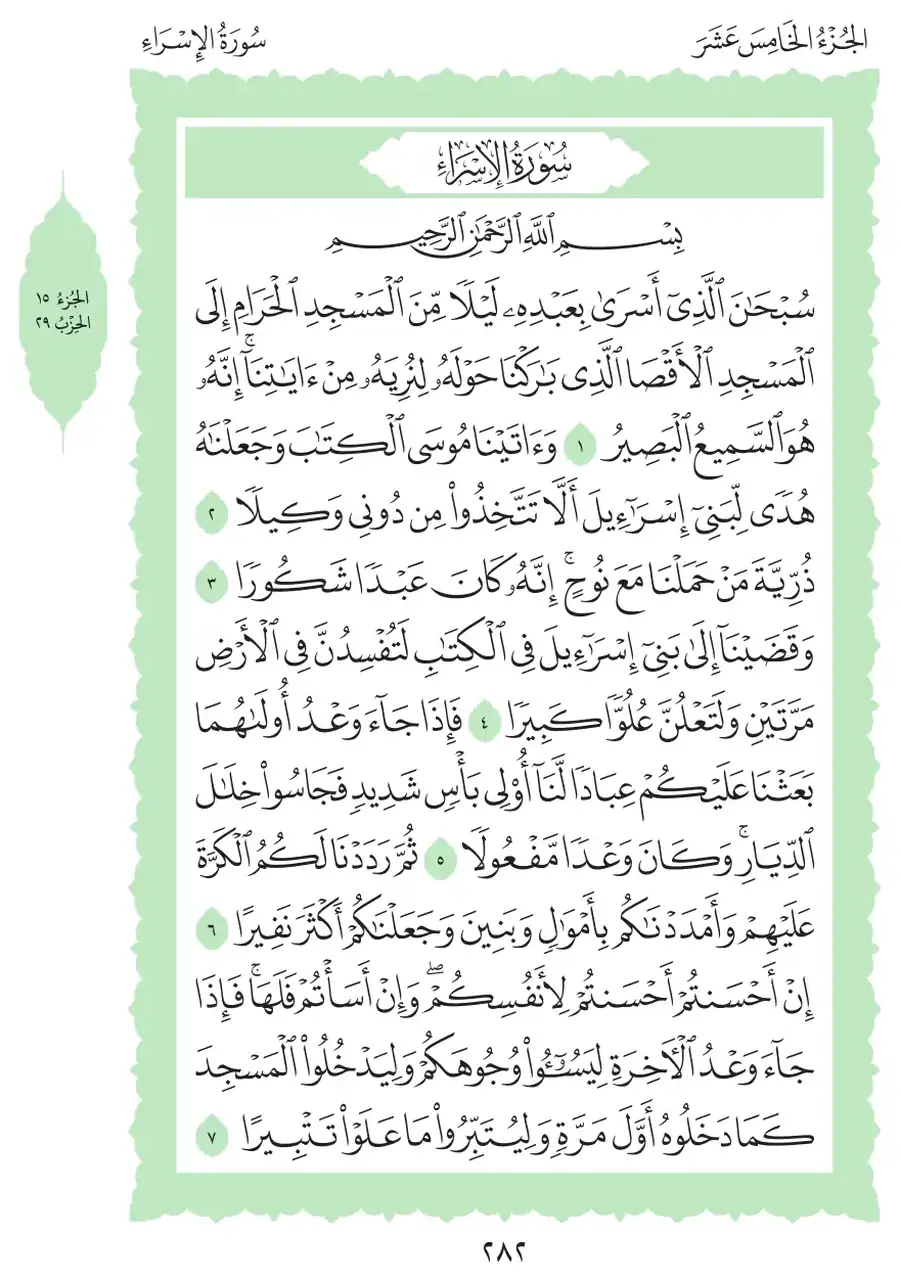 الجُزْءُ الخَامِسَ عَشَرَ
سُورَةُ الإِسْرَاءِ
سُورَةُ الإِسْرَاءِ
بِسْمِ ٱللَّهِ ٱلرَّحْمَٰنِ ٱلرَّحِيمِ
سُبْحَٰنَ ٱلَّذِىٓ أَسْرَىٰ بِعَبْدِهِۦ لَيْلًا مِّنَ ٱلْمَسْجِدِ ٱلْحَرَامِ إِلَى
ٱلْمَسْجِدِ ٱلْأَقْصَا ٱلَّذِى بَٰرَكْنَا حَوْلَهُۥ لِنُرِيَهُۥ مِنْ ءَايَٰتِنَآ ۚ إِنَّهُۥ
هُوَ ٱلسَّمِيعُ ٱلْبَصِيرُ ١ وَءَاتَيْنَا مُوسَى ٱلْكِتَٰبَ وَجَعَلْنَٰهُ
هُدًى لِّبَنِىٓ إِسْرَٰٓءِيلَ أَلَّا تَتَّخِذُوا۟ مِن دُونِى وَكِيلًا ٢
ذُرِّيَّةَ مَنْ حَمَلْنَا مَعَ نُوحٍ ۚ إِنَّهُۥ كَانَ عَبْدًا شَكُورًا ٣
وَقَضَيْنَآ إِلَىٰ بَنِىٓ إِسْرَٰٓءِيلَ فِى ٱلْكِتَٰبِ لَتُفْسِدُنَّ فِى ٱلْأَرْضِ
مَرَّتَيْنِ وَلَتَعْلُنَّ عُلُوًّا كَبِيرًا ٤ فَإِذَا جَآءَ وَعْدُ أُولَىٰهُمَا
بَعَثْنَا عَلَيْكُمْ عِبَادًا لَّنَآ أُو۟لِى بَأْسٍ شَدِيدٍ فَجَاسُوا۟ خِلَٰلَ
ٱلدِّيَارِ ۚ وَكَانَ وَعْدًا مَّفْعُولًا ٥ ثُمَّ رَدَدْنَا لَكُمُ ٱلْكَرَّةَ
عَلَيْهِمْ وَأَمْدَدْنَٰكُم بِأَمْوَٰلٍ وَبَنِينَ وَجَعَلْنَٰكُمْ أَكْثَرَ نَفِيرًا ٦
إِنْ أَحْسَنتُمْ أَحْسَنتُمْ لِأَنفُسِكُمْ ۖ وَإِنْ أَسَأْتُمْ فَلَهَا ۚ فَإِذَا
جَآءَ وَعْدُ ٱلْءَاخِرَةِ لِيَسُۥٓـُٔوا۟ وُجُوهَكُمْ وَلِيَدْخُلُوا۟ ٱلْمَسْجِدَ
كَمَا دَخَلُوهُ أَوَّلَ مَرَّةٍ وَلِيُتَبِّرُوا۟ مَا عَلَوْا۟ تَتْبِيرًا ٧
الجُزءُ ١٥
الحِزْبُ ٢٩
٢٨٢